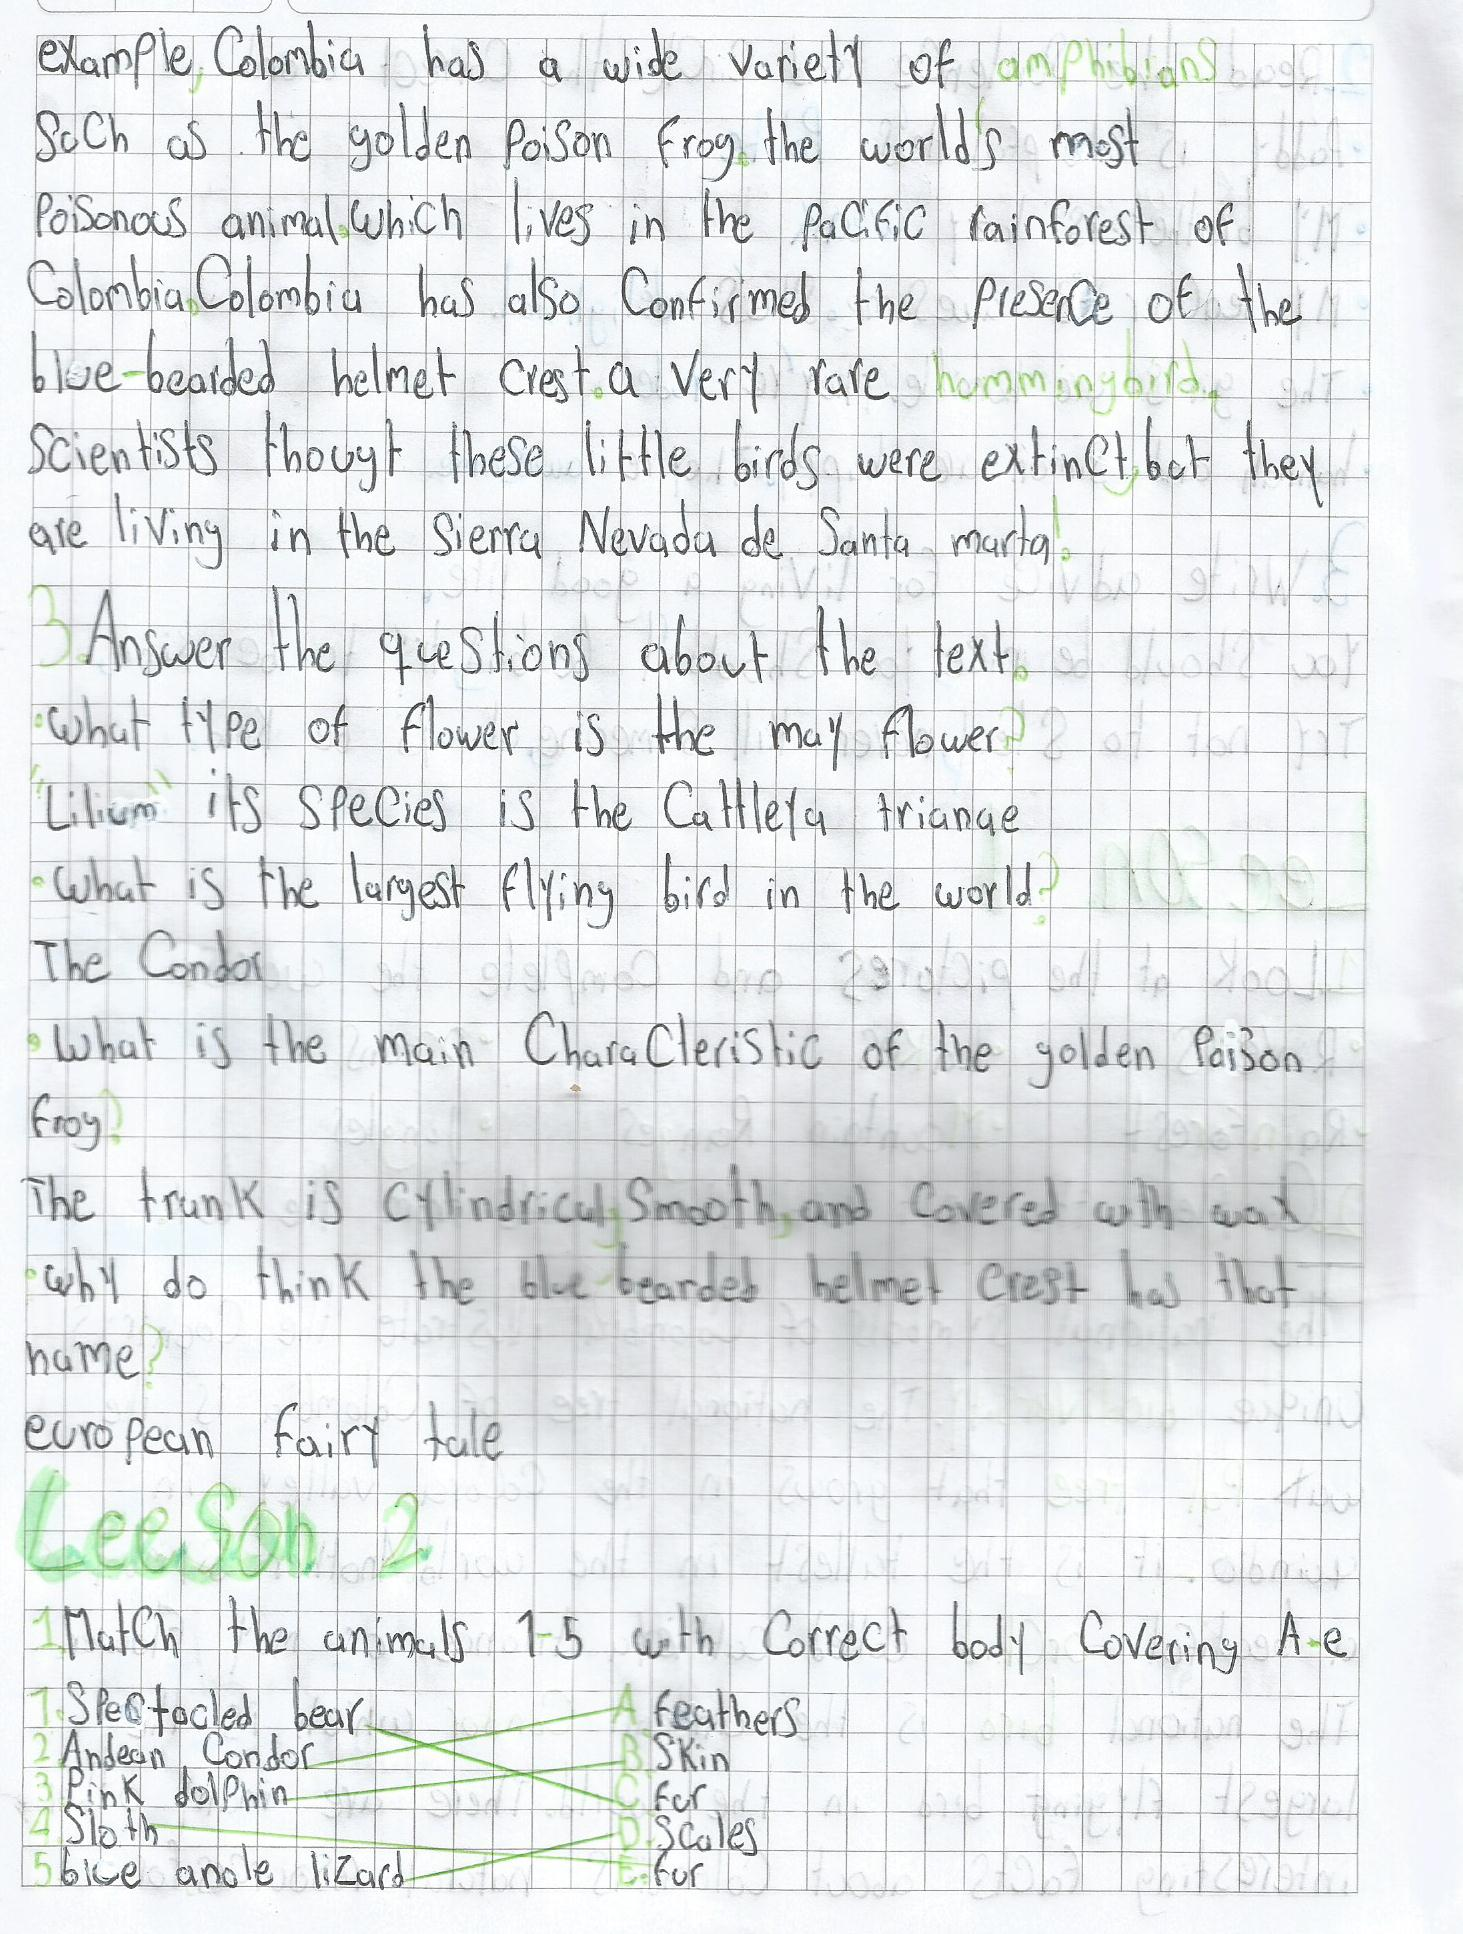 example, Colombia has a wide variety of amphibians
Such as the golden Poison frog. the world's most
Poisonous animal. which lives in the Pacific rainforest of
Colombia. Colombia has also Confirmed the Presence of the
blue-bearded helmet Crest. a very rare hummingbird.
Scientists thougt these little birds were extinct, but they
are living in the Sierra Nevada de Santa marta!
3. Answer the questions about the text.
• what type of flower is the may flower?
"Lilium" its Species is the Cattleya trianae
• what is the largest flying bird in the world?
The Condor
• what is the main Characteristic of the golden Poison
frog?
The trunk is Cylindrical, Smooth, and Covered with wax
• why do think the blue-bearded helmet Crest has that
name?
european fairy tale
LeeSon 2
1. Match the animals 1-5 with Correct body Covering A-e
1. Spectacled bear A feathers
2 Andean Condor B. Skin
3 Pink dolphin C. fur
4 Sloth D. Scales
5 blue anole lizard E. fur